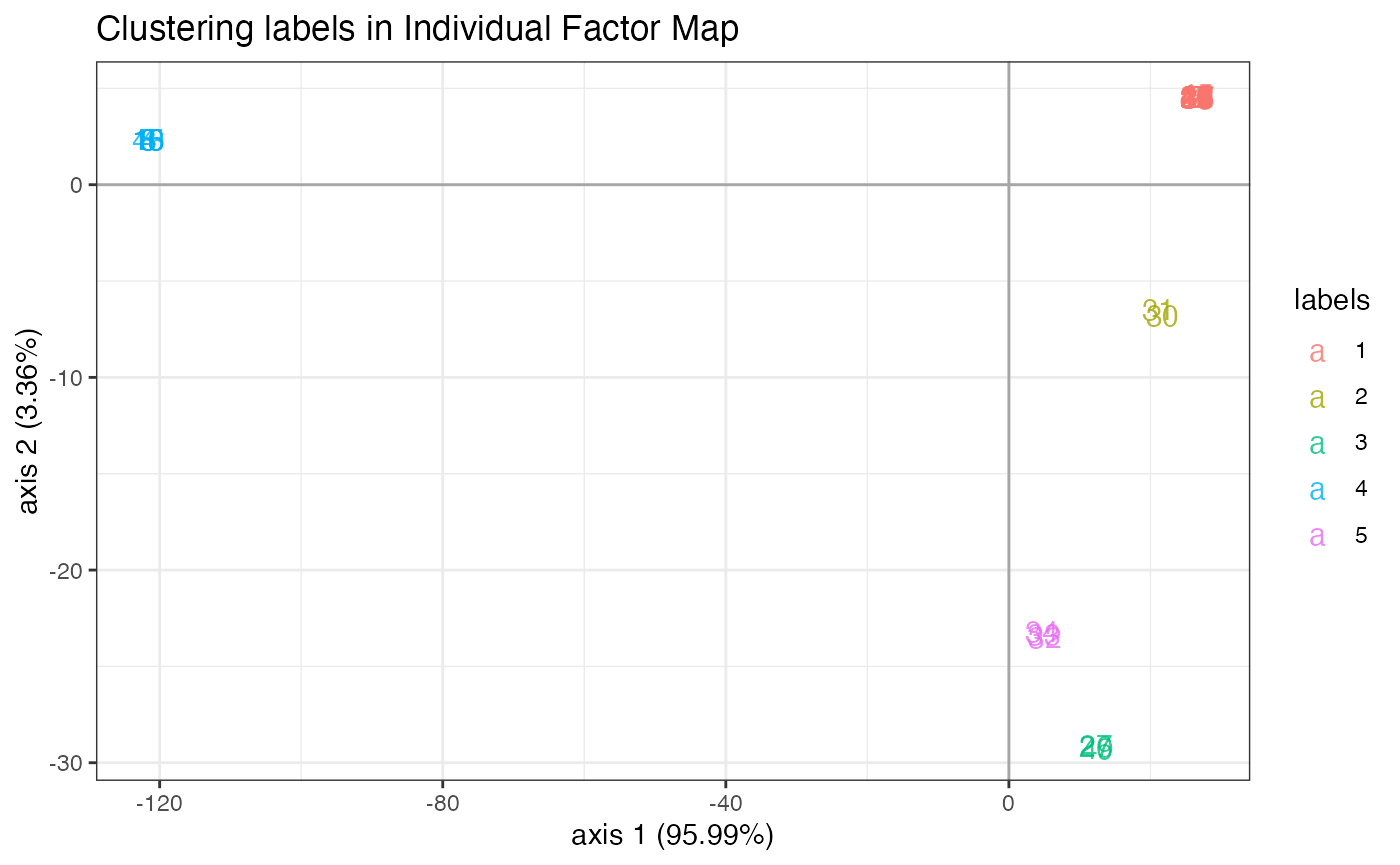 Clustering labels in Individual Factor Map
0
-10
-20
-30
axis 2 (3.36%)
31
30
-120
-80
-40
0
axis 1 (95.99%)
labels
a 1
a 2
a 3
a 4
a 5